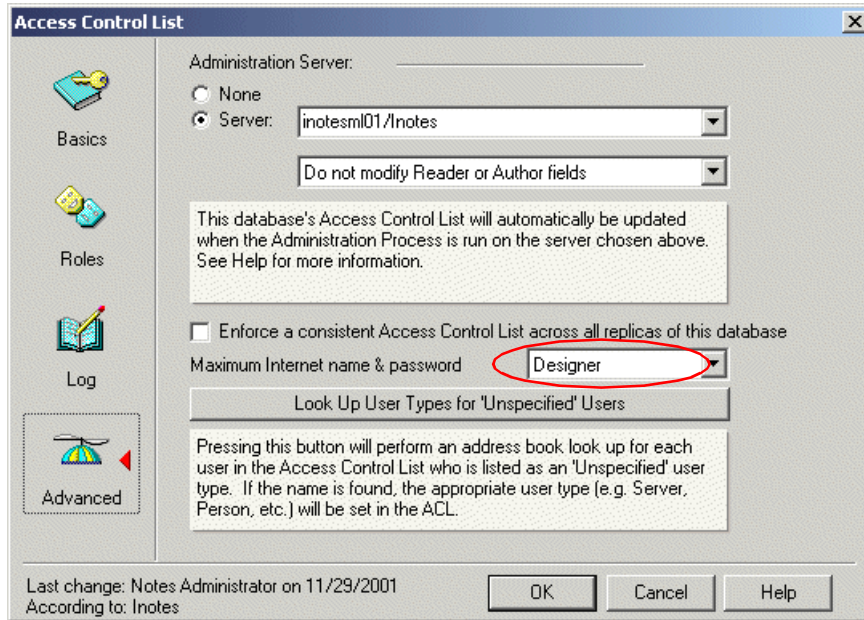 Access Control List
Basics
Roles
Log
Advanced
Administration Server:
None
Server:
inotesml01/Inotes
Do not modify Reader or Author fields
This database's Access Control List will automatically be updated
when the Administration Process is run on the server chosen above.
See Help for more information.
Enforce a consistent Access Control List across all replicas of this database
Maximum Internet name & password
Designer
Look Up User Types for 'Unspecified' Users
Pressing this button will perform an address book look up for each
user in the Access Control List who is listed as an 'Unspecified' user
type. If the name is found, the appropriate user type (e.g. Server,
Person, etc.) will be set in the ACL.
Last change: Notes Administrator on 11/29/2001
According to: Inotes
OK
Cancel
Help